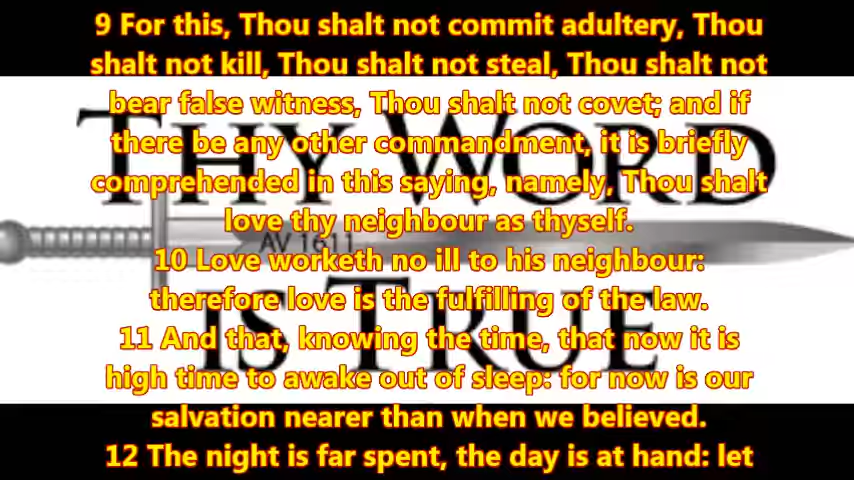 9 For this, Thou shalt not commit adultery, Thou
shalt not kill, Thou shalt not steal, Thou shalt not
bear false witness, Thou shalt not covet; and if
there be any other commandment, it is briefly
comprehended in this saying, namely, Thou shalt
love thy neighbour as thyself.
10 Love worketh no ill to his neighbour:
therefore love is the fulfilling of the law.
11 And that, knowing the time, that now it is
high time to awake out of sleep: for now is our
salvation nearer than when we believed.
12 The night is far spent, the day is at hand: let
THY WORD
AV 1611
IS TRUE